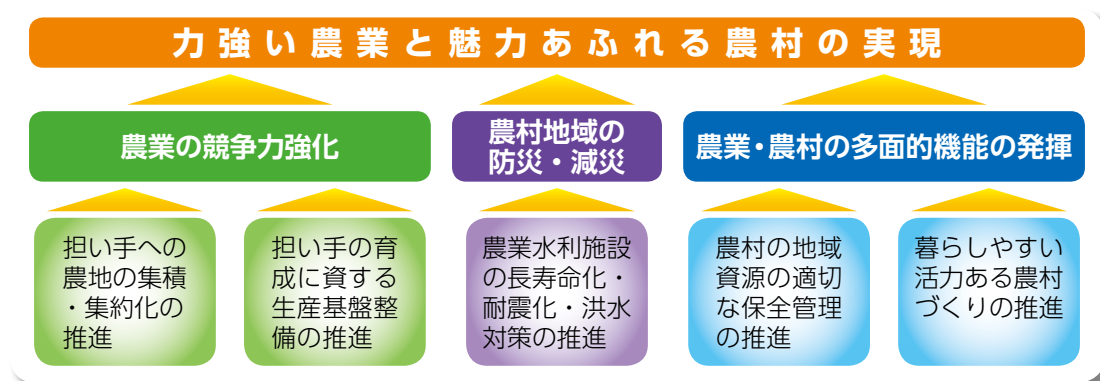 力強い農業と魅力あふれる農村の実現
農業の競争力強化
農村地域の
防災・減災
農業・農村の多面的機能の発揮
担い手への
農地の集積
・集約化の
推進
担い手の育
成に資する
生産基盤整
備の推進
農業水利施設
の長寿命化・
耐震化・洪水
対策の推進
農村の地域
資源の適切
な保全管理
の推進
暮らしやすい
活力ある農村
づくりの推進